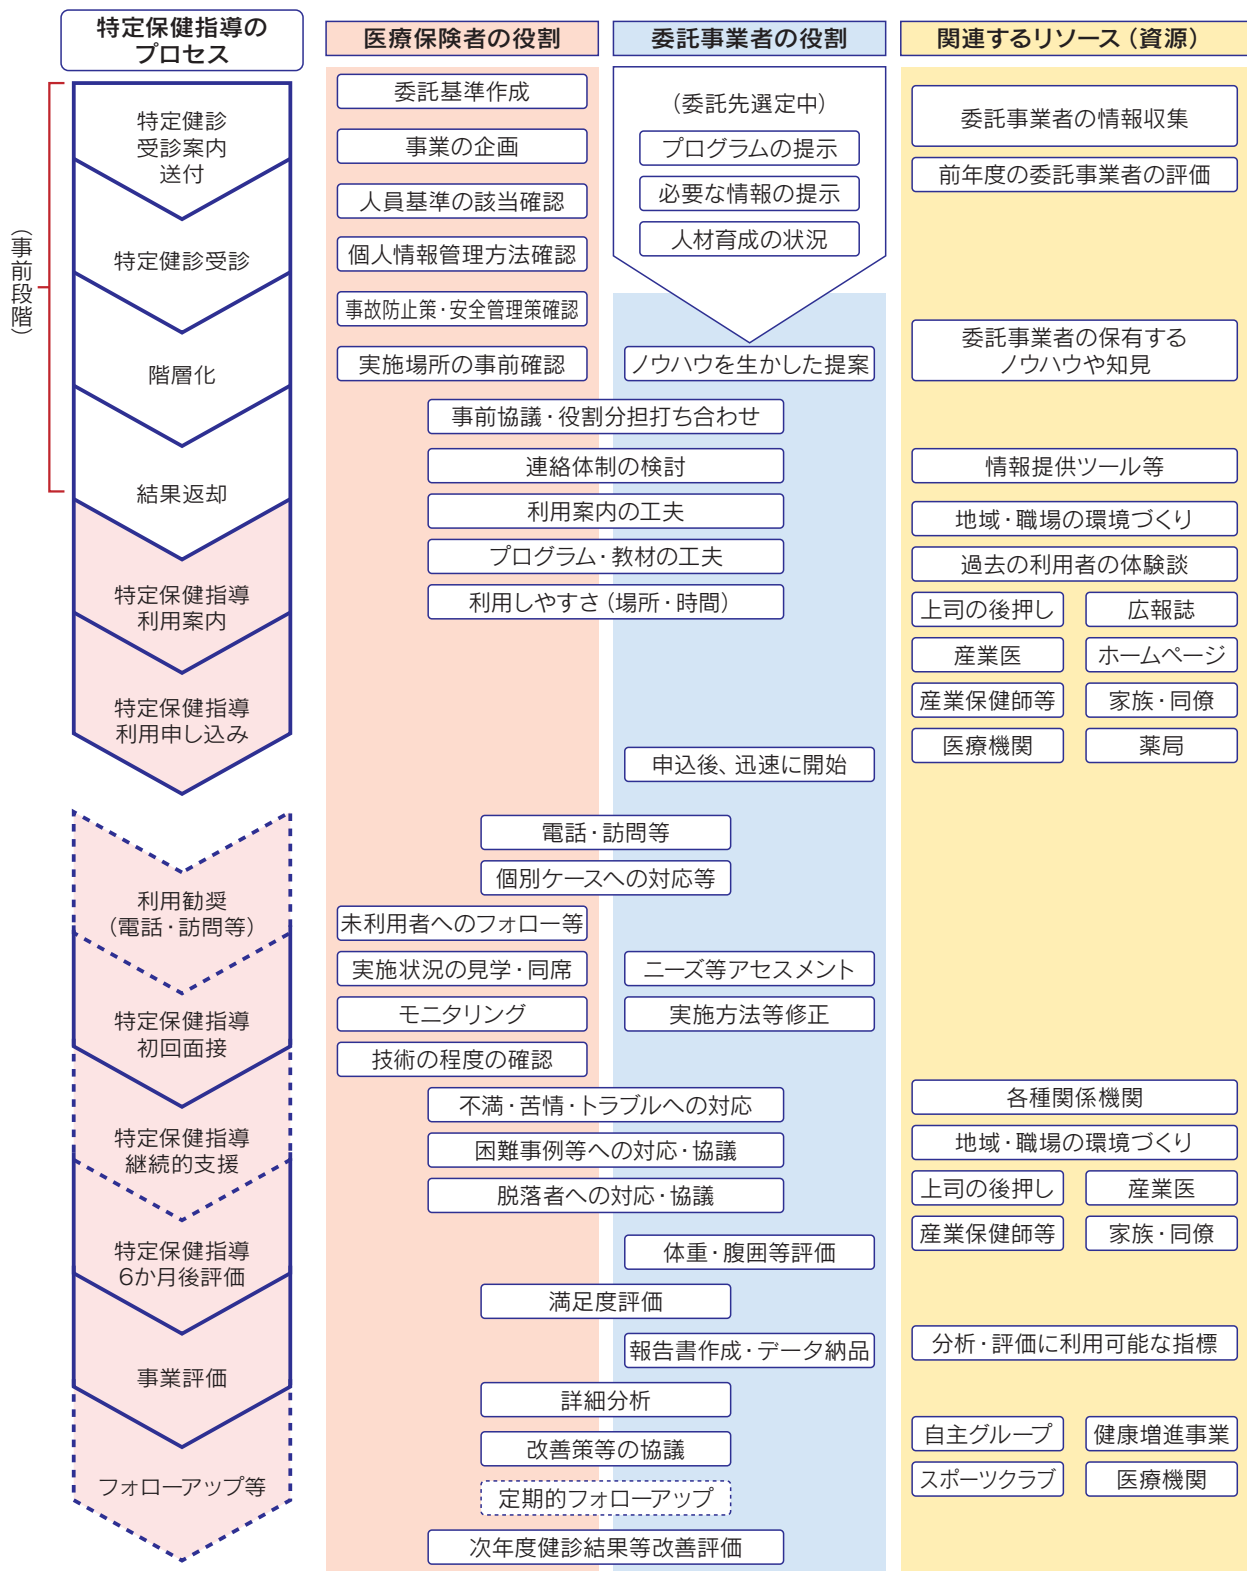 特定保健指導の
プロセス
医療保険者の役割
委託事業者の役割
関連するリソース（資源）
（事前段階）
特定健診
受診案内
送付
特定健診受診
階層化
結果返却
特定保健指導
利用案内
特定保健指導
利用申し込み
利用勧奨
（電話・訪問等）
特定保健指導
初回面接
特定保健指導
継続的支援
特定保健指導
6か月後評価
事業評価
フォローアップ等
委託基準作成
事業の企画
人員基準の該当確認
個人情報管理方法確認
事故防止策・安全管理策確認
実施場所の事前確認
（委託先選定中）
プログラムの提示
必要な情報の提示
人材育成の状況
ノウハウを生かした提案
事前協議・役割分担打ち合わせ
連絡体制の検討
利用案内の工夫
プログラム・教材の工夫
利用しやすさ（場所・時間）
申込後、迅速に開始
電話・訪問等
個別ケースへの対応等
未利用者へのフォロー等
実施状況の見学・同席
ニーズ等アセスメント
モニタリング
実施方法等修正
技術の程度の確認
不満・苦情・トラブルへの対応
困難事例等への対応・協議
脱落者への対応・協議
体重・腹囲等評価
満足度評価
報告書作成・データ納品
詳細分析
改善策等の協議
定期的フォローアップ
次年度健診結果等改善評価
委託事業者の情報収集
前年度の委託事業者の評価
委託事業者の保有する
ノウハウや知見
情報提供ツール等
地域・職場の環境づくり
過去の利用者の体験談
上司の後押し
広報誌
産業医
ホームページ
産業保健師等
家族・同僚
医療機関
薬局
各種関係機関
地域・職場の環境づくり
上司の後押し
産業医
産業保健師等
家族・同僚
分析・評価に利用可能な指標
自主グループ
健康増進事業
スポーツクラブ
医療機関